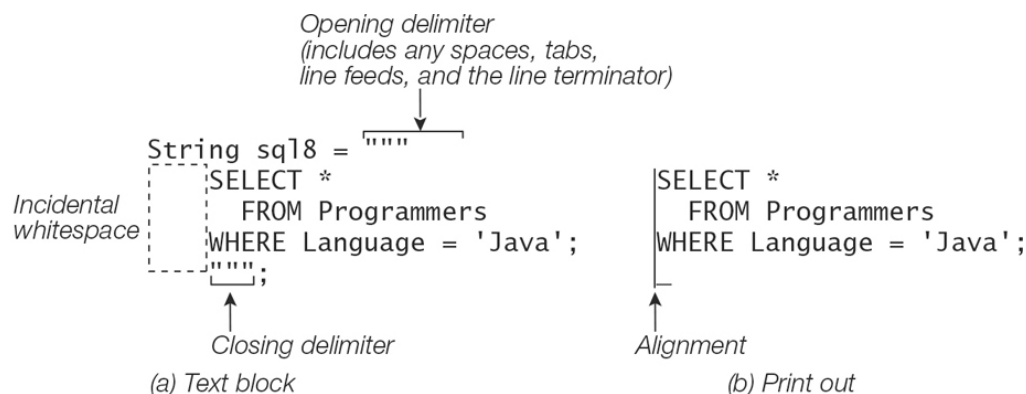 Opening delimiter
(includes any spaces, tabs,
line feeds, and the line terminator)
String sql8 = """
SELECT *
FROM Programmers
WHERE Language = 'Java';
""";
Incidental
whitespace
Closing delimiter
(a) Text block
SELECT *
FROM Programmers
WHERE Language = 'Java';
_
Alignment
(b) Print out